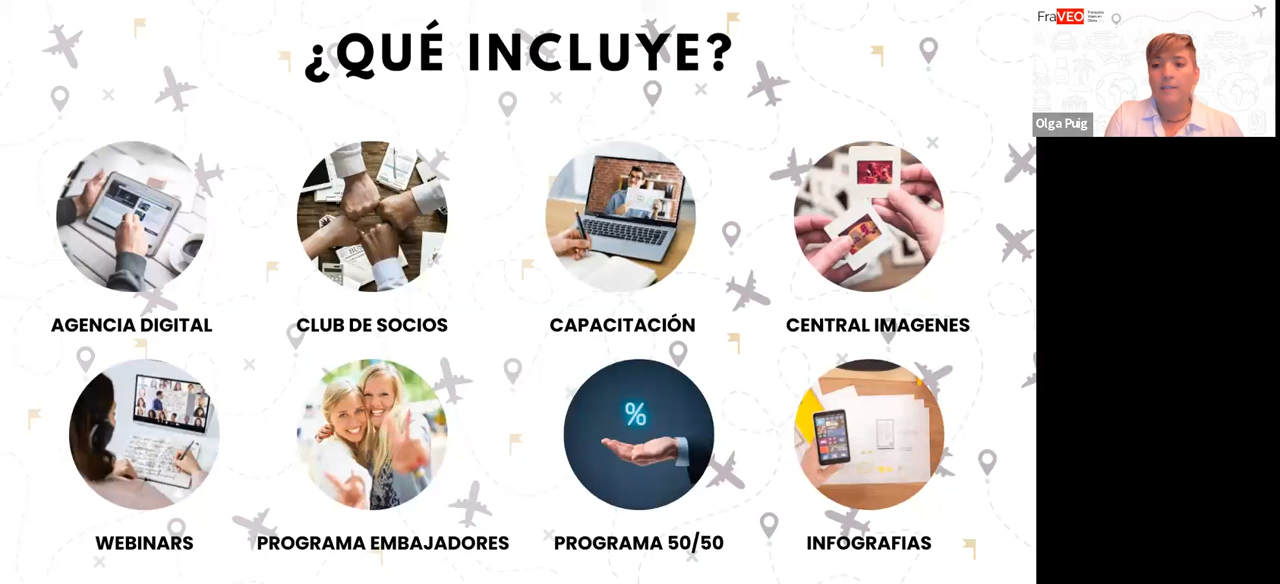 ¿QUÉ INCLUYE?
FraVEO
Olga Puig
AGENCIA DIGITAL
CLUB DE SOCIOS
CAPACITACIÓN
CENTRAL IMAGENES
%
WEBINARS
PROGRAMA EMBAJADORES
PROGRAMA 50/50
INFOGRAFIAS